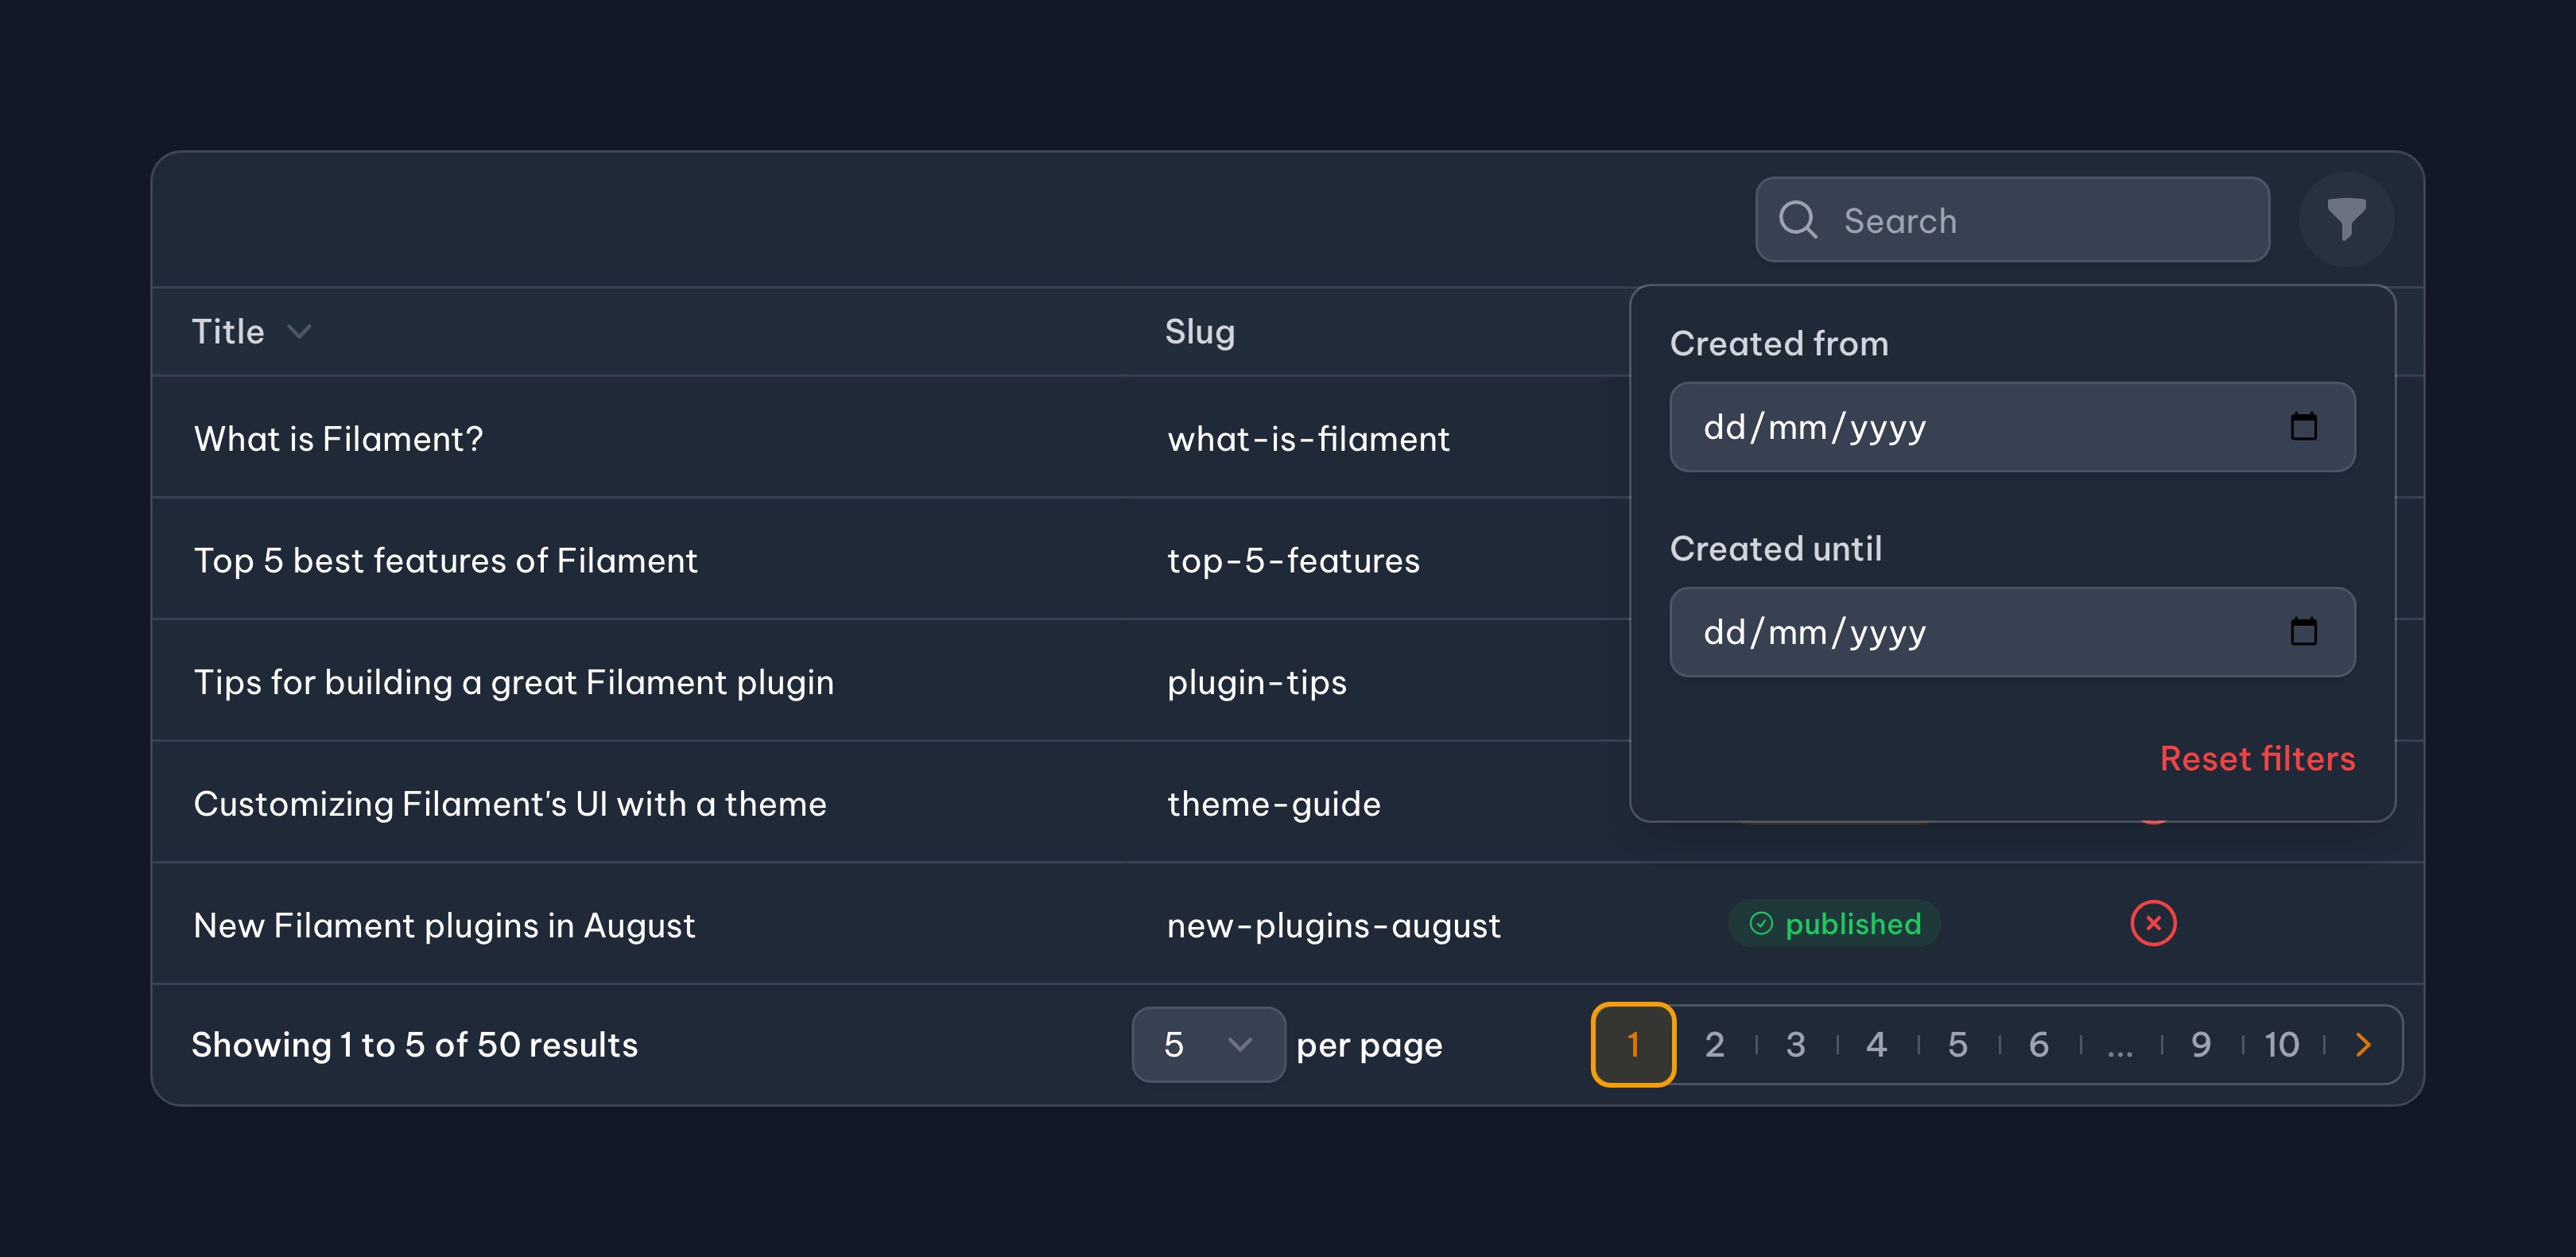 Search
Title Slug
Created from
dd/mm/yyyy
Created until
dd/mm/yyyy
Reset filters
What is Filament? what-is-filament
Top 5 best features of Filament top-5-features
Tips for building a great Filament plugin plugin-tips
Customizing Filament's UI with a theme theme-guide
New Filament plugins in August new-plugins-august published
Showing 1 to 5 of 50 results 5 per page 1 2 3 4 5 6 ... 9 10